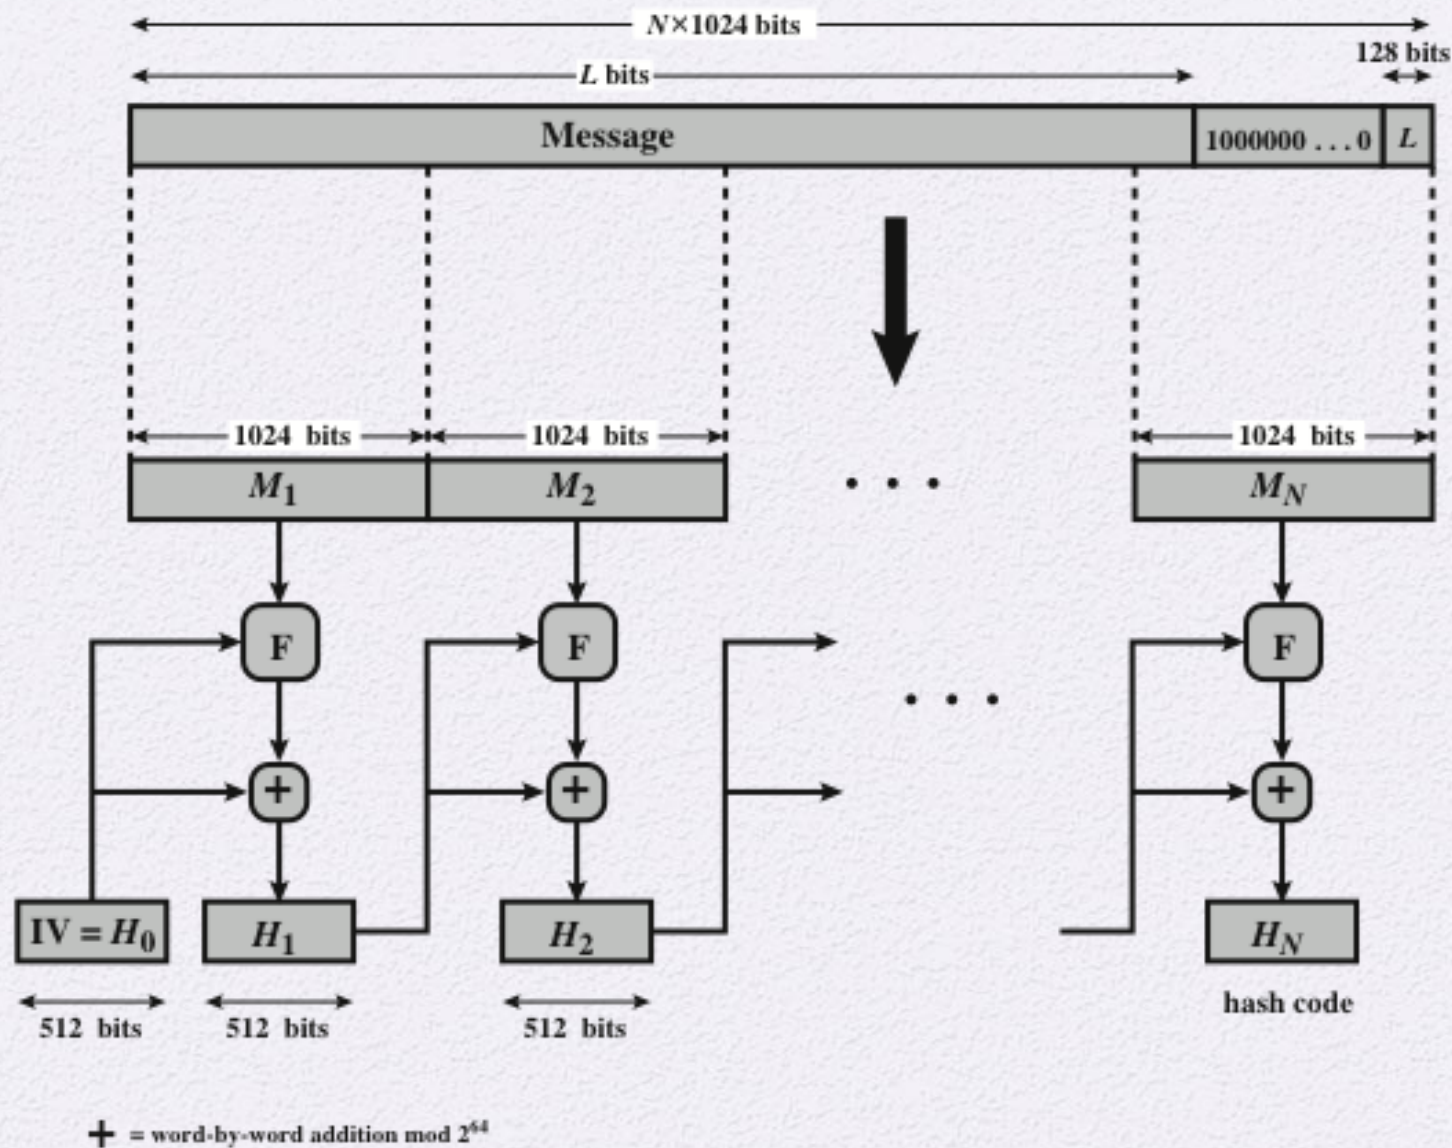 N×1024 bits
128 bits
L bits
Message
1000000 . . . 0
L
1024 bits
1024 bits
1024 bits
M1
M2
. . .
MN
F
F
F
. . .
+
+
+
IV = H0
H1
H2
HN
512 bits
512 bits
512 bits
hash code
+ = word-by-word addition mod 2^64